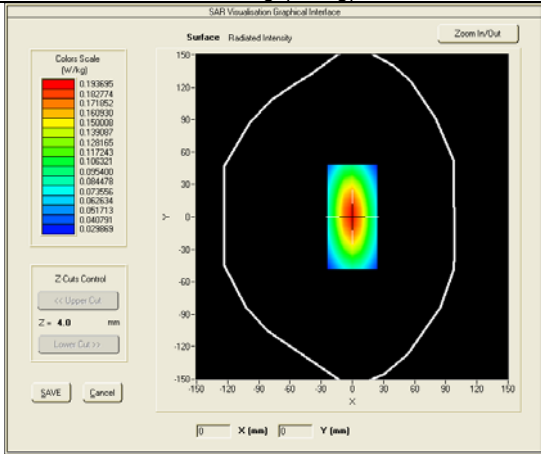 SAR Visualisation Graphical Interface
Surface Radiated Intensity
Zoom In/Out
Colors Scale
(W/kg)
0.193695
0.182774
0.171852
0.160930
0.150008
0.139087
0.128165
0.117243
0.106321
0.095400
0.084478
0.073556
0.062634
0.051713
0.040791
0.029869
Z Cuts Control
<< Upper Cut
Z = 4.0 mm
Lower Cut >>
SAVE Cancel
150
120
90
60
30
0
-30
-60
-90
-120
-150
Y
-150 -120 -90 -60 -30 0 30 60 90 120 150
X
0 X (mm) 0 Y (mm)